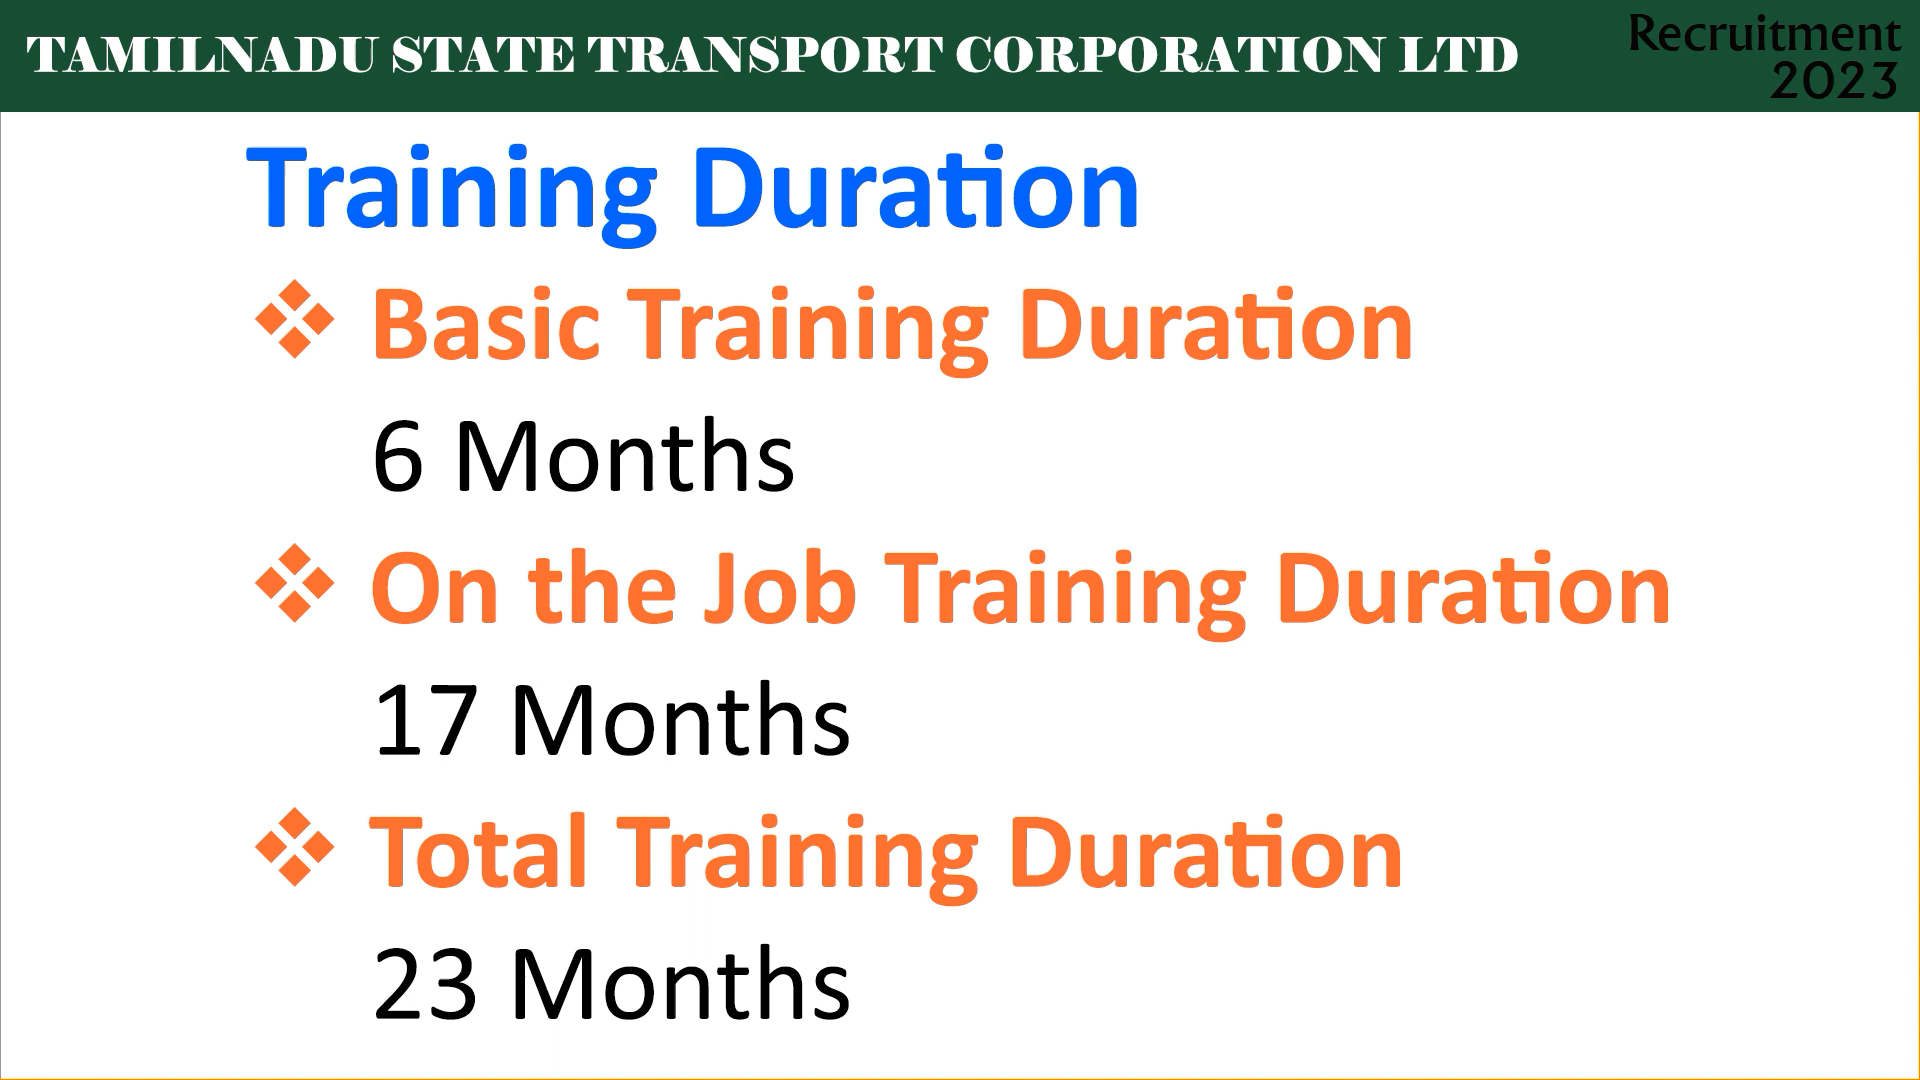 TAMILNADU STATE TRANSPORT CORPORATION LTD
Recruitment
2023
Training Duration
❖ Basic Training Duration
6 Months
❖ On the Job Training Duration
17 Months
❖ Total Training Duration
23 Months